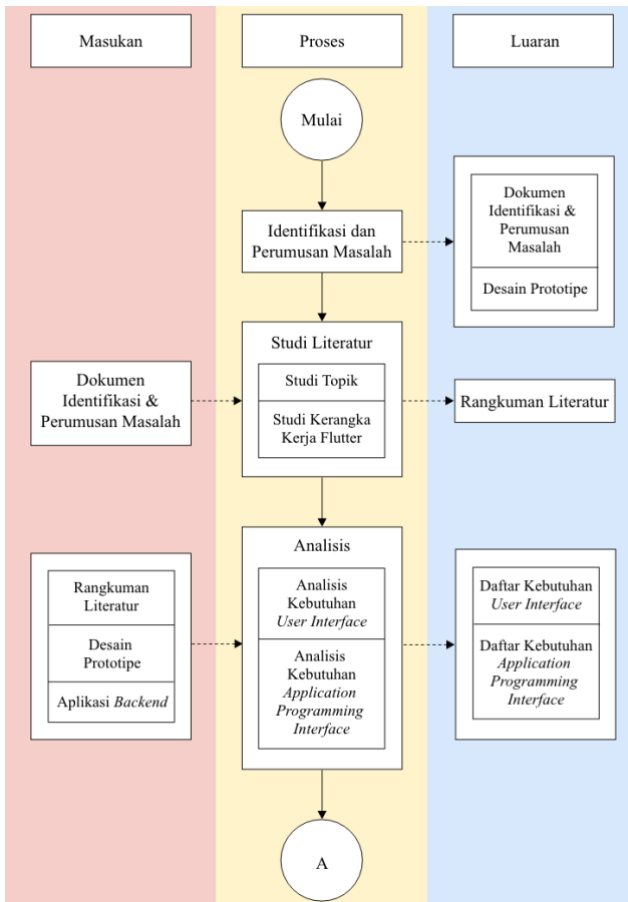 Masukan
Proses
Luaran
Mulai
Identifikasi dan
Perumusan Masalah
Dokumen
Identifikasi &
Perumusan
Masalah
Desain Prototipe
Dokumen
Identifikasi &
Perumusan Masalah
Studi Literatur
Studi Topik
Studi Kerangka
Kerja Flutter
Rangkuman Literatur
Rangkuman
Literatur
Desain
Prototipe
Aplikasi Backend
Analisis
Analisis
Kebutuhan
User Interface
Analisis
Kebutuhan
Application
Programming
Interface
Daftar Kebutuhan
User Interface
Daftar Kebutuhan
Application
Programming
Interface
A